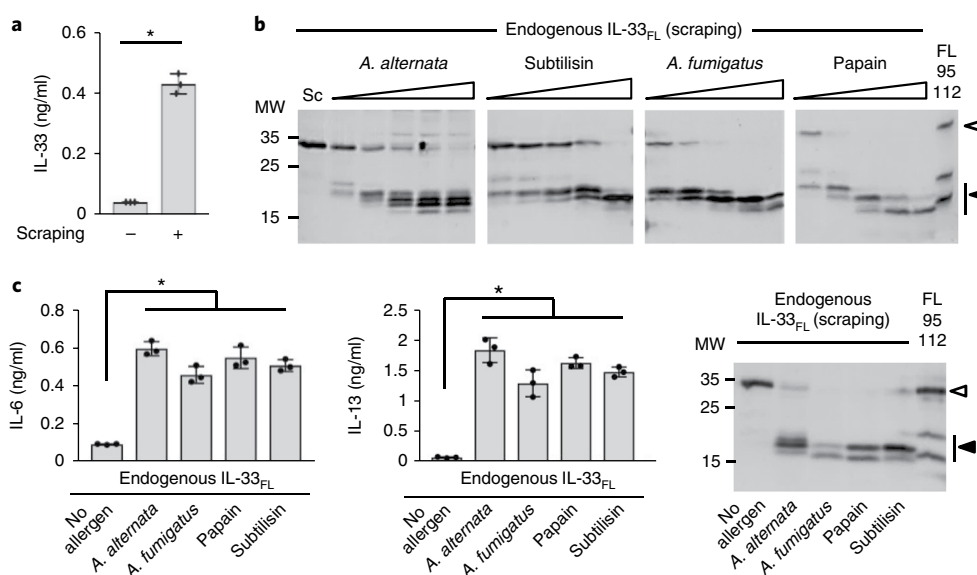 a
*
IL-33 (ng/ml)
0.6
0.4
0.2
0
Scraping – +
b
Endogenous IL-33FL (scraping)
A. alternata Subtilisin A. fumigatus Papain
FL
95
112
MW Sc
35
25
15
c
*
IL-6 (ng/ml)
0.8
0.6
0.4
0.2
0
Endogenous IL-33FL
No allergen
A. alternata
A. fumigatus
Papain
Subtilisin
*
IL-13 (ng/ml)
2.5
2
1.5
1
0.5
0
Endogenous IL-33FL
No allergen
A. alternata
A. fumigatus
Papain
Subtilisin
Endogenous
IL-33FL (scraping)
FL
95
112
MW
35
25
15
No allergen
A. alternata
A. fumigatus
Papain
Subtilisin